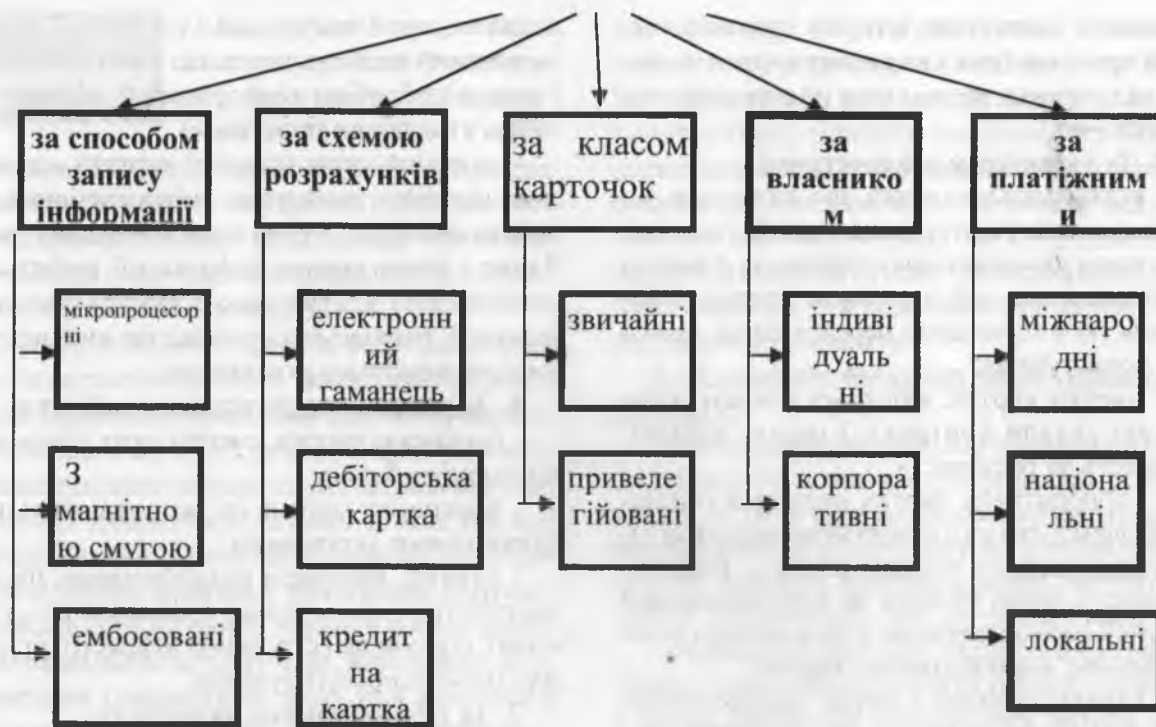 за способом
запису
інформації
за схемою
розрахунків
за класом
карточок
за
власнико
м
за
платіжним
и
мікропроцесор
ні
електронн
ий
гаманець
звичайні
індиві
дуаль
ні
міжнаро
дні
З
магнітно
ю смугою
дебіторська
картка
привеле
гійовані
корпора
тивні
націона
льні
ембосовані
кредит
на
картка
локальні